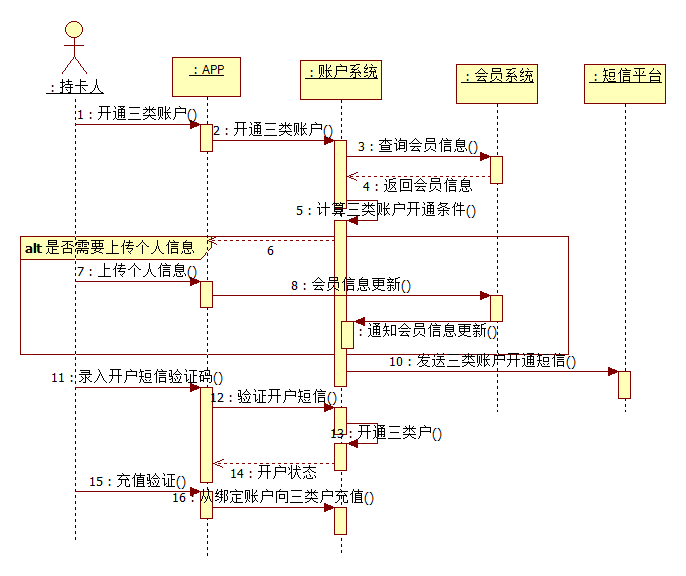 : 持卡人
: APP
: 账户系统
: 会员系统
: 短信平台
1 : 开通三类账户()
2 : 开通三类账户()
3 : 查询会员信息()
4 : 返回会员信息
5 : 计算三类账户开通条件()
alt 是否需要上传个人信息
6
7 : 上传个人信息()
8 : 会员信息更新()
: 通知会员信息更新()
10 : 发送三类账户开通短信()
11 : 录入开户短信验证码()
12 : 验证开户短信()
13 : 开通三类户()
14 : 开户状态
15 : 充值验证()
16 : 从绑定账户向三类户充值()